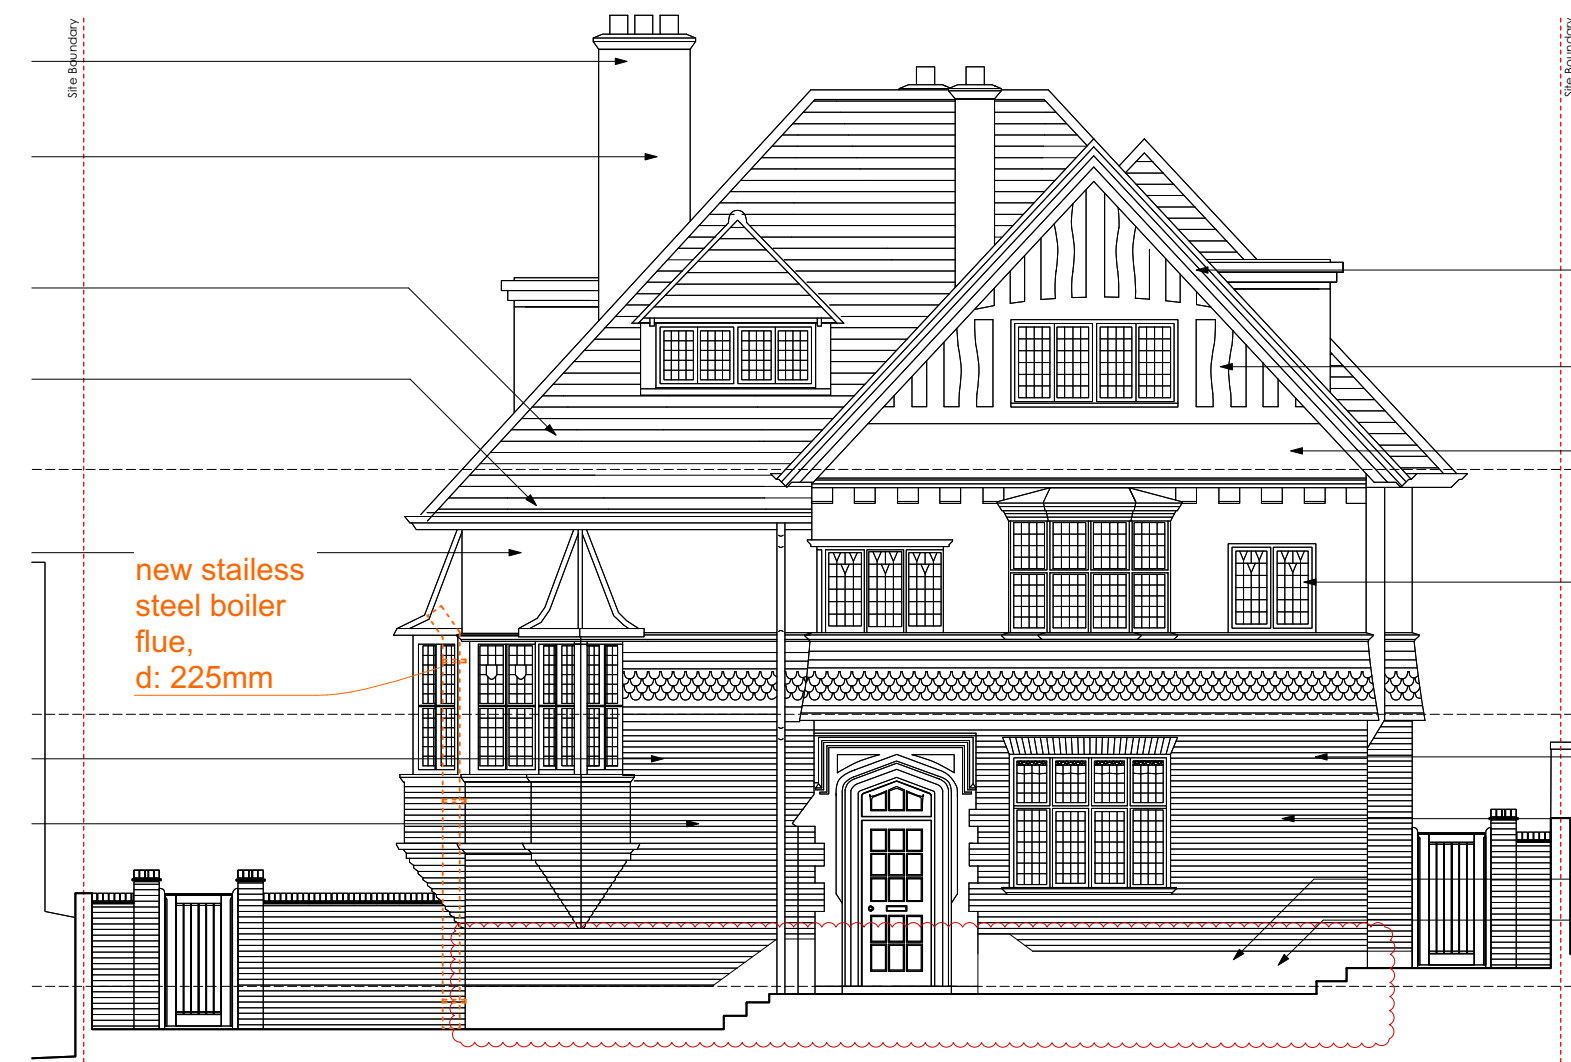 Site Boundary
Site Boundary
new stailess
steel boiler
flue,
d: 225mm